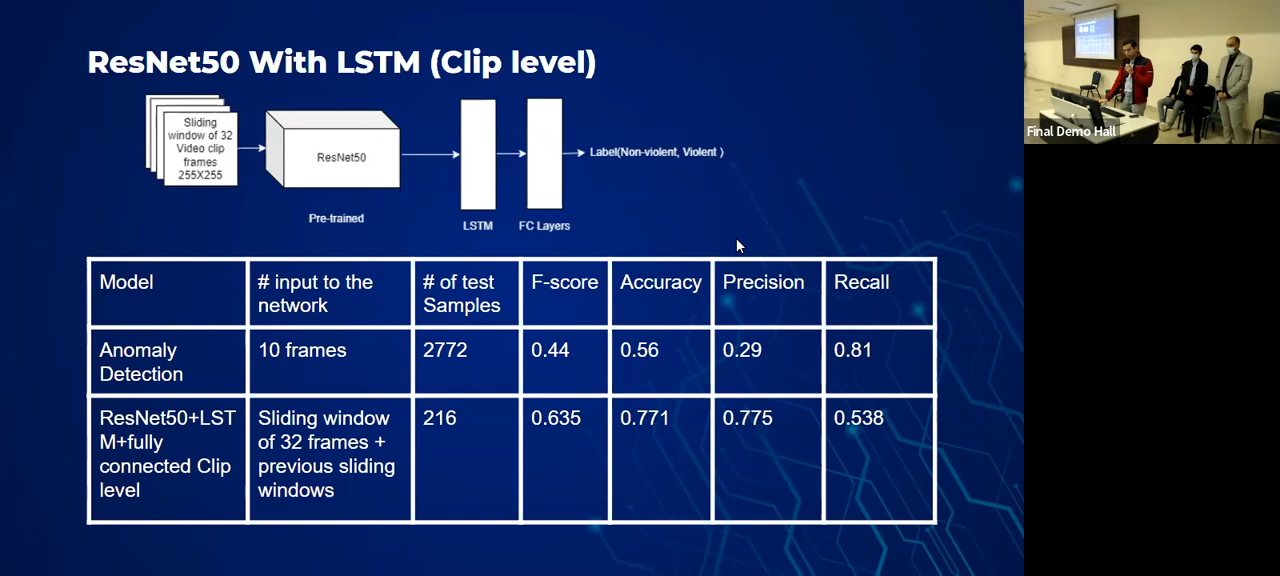 ResNet50 With LSTM (Clip level)
Sliding
window of 32
Video clip
frames
255X255
ResNet50
Pre-trained
LSTM
FC Layers
Label(Non-violent, Violent )
Model
# input to the
network
# of test
Samples
F-score
Accuracy
Precision
Recall
Anomaly
Detection
10 frames
2772
0.44
0.56
0.29
0.81
ResNet50+LST
M+fully
connected Clip
level
Sliding window
of 32 frames +
previous sliding
windows
216
0.635
0.771
0.775
0.538
Final Demo Hall